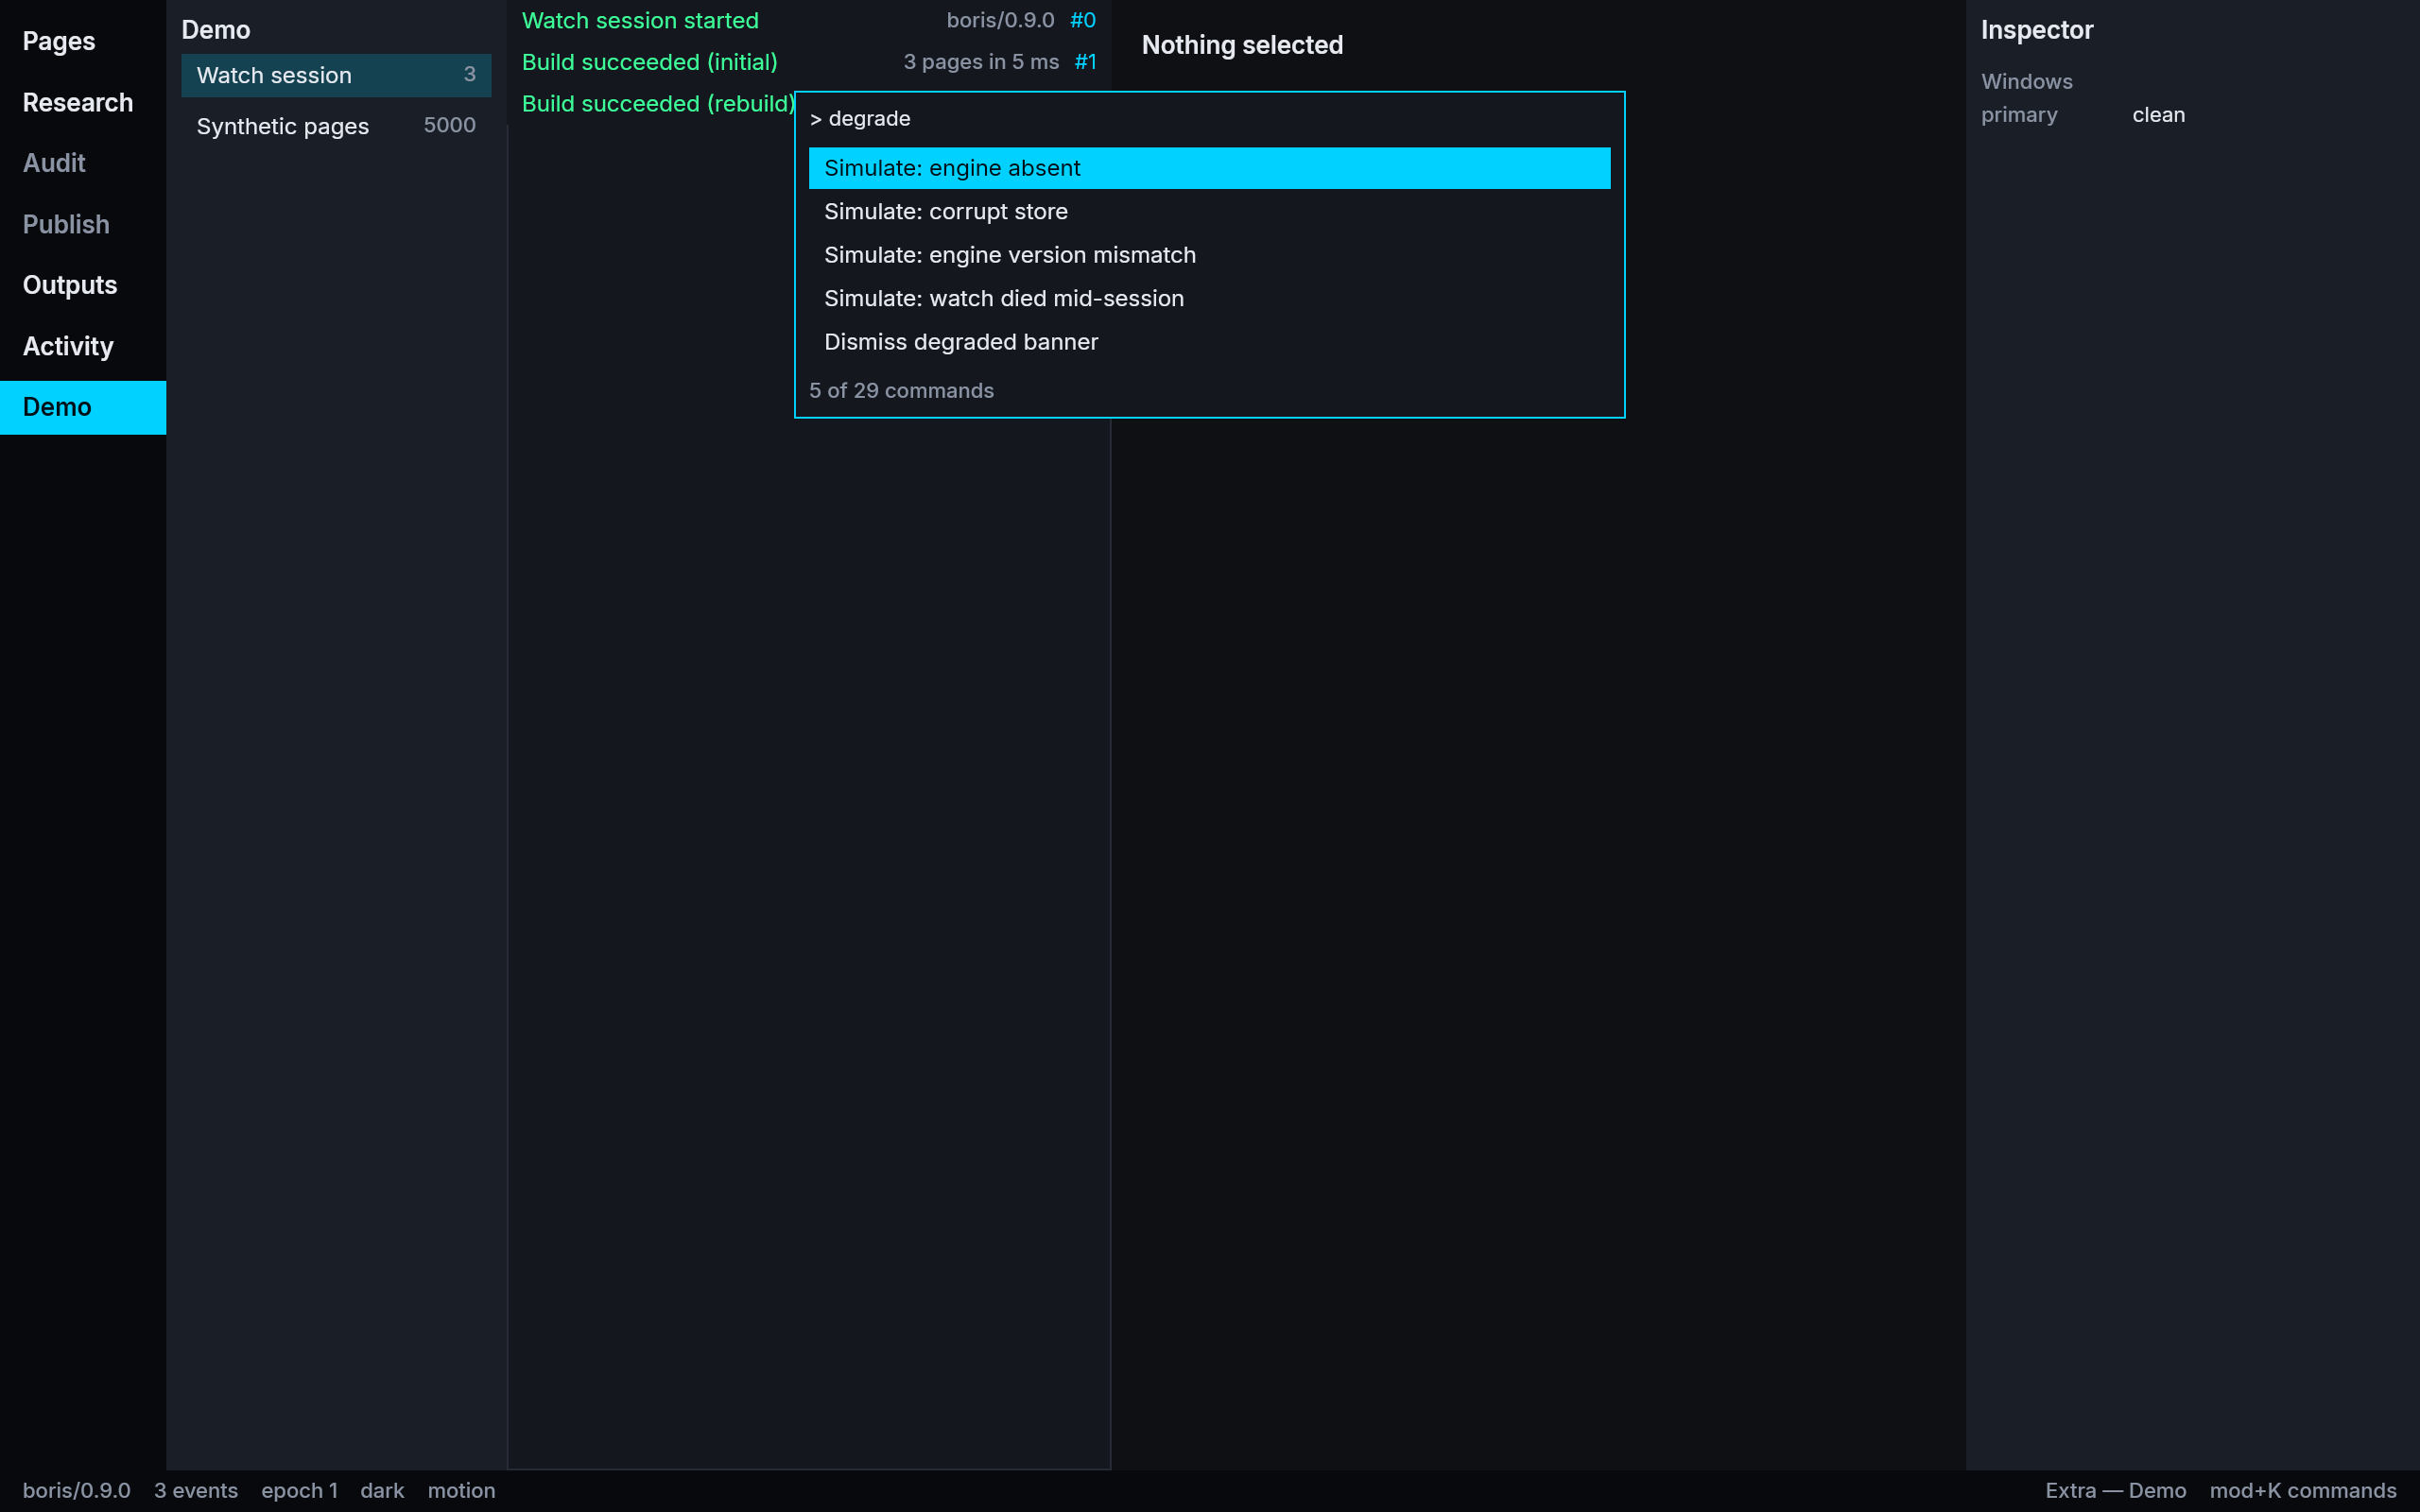 Pages
Research
Audit
Publish
Outputs
Activity
Demo
Demo
Watch session 3
Synthetic pages 5000
Watch session started boris/0.9.0 #0
Build succeeded (initial) 3 pages in 5 ms #1
Build succeeded (rebuild)
> degrade
Simulate: engine absent
Simulate: corrupt store
Simulate: engine version mismatch
Simulate: watch died mid-session
Dismiss degraded banner
5 of 29 commands
Nothing selected
Inspector
Windows
primary clean
boris/0.9.0 3 events epoch 1 dark motion Extra — Demo mod+K commands